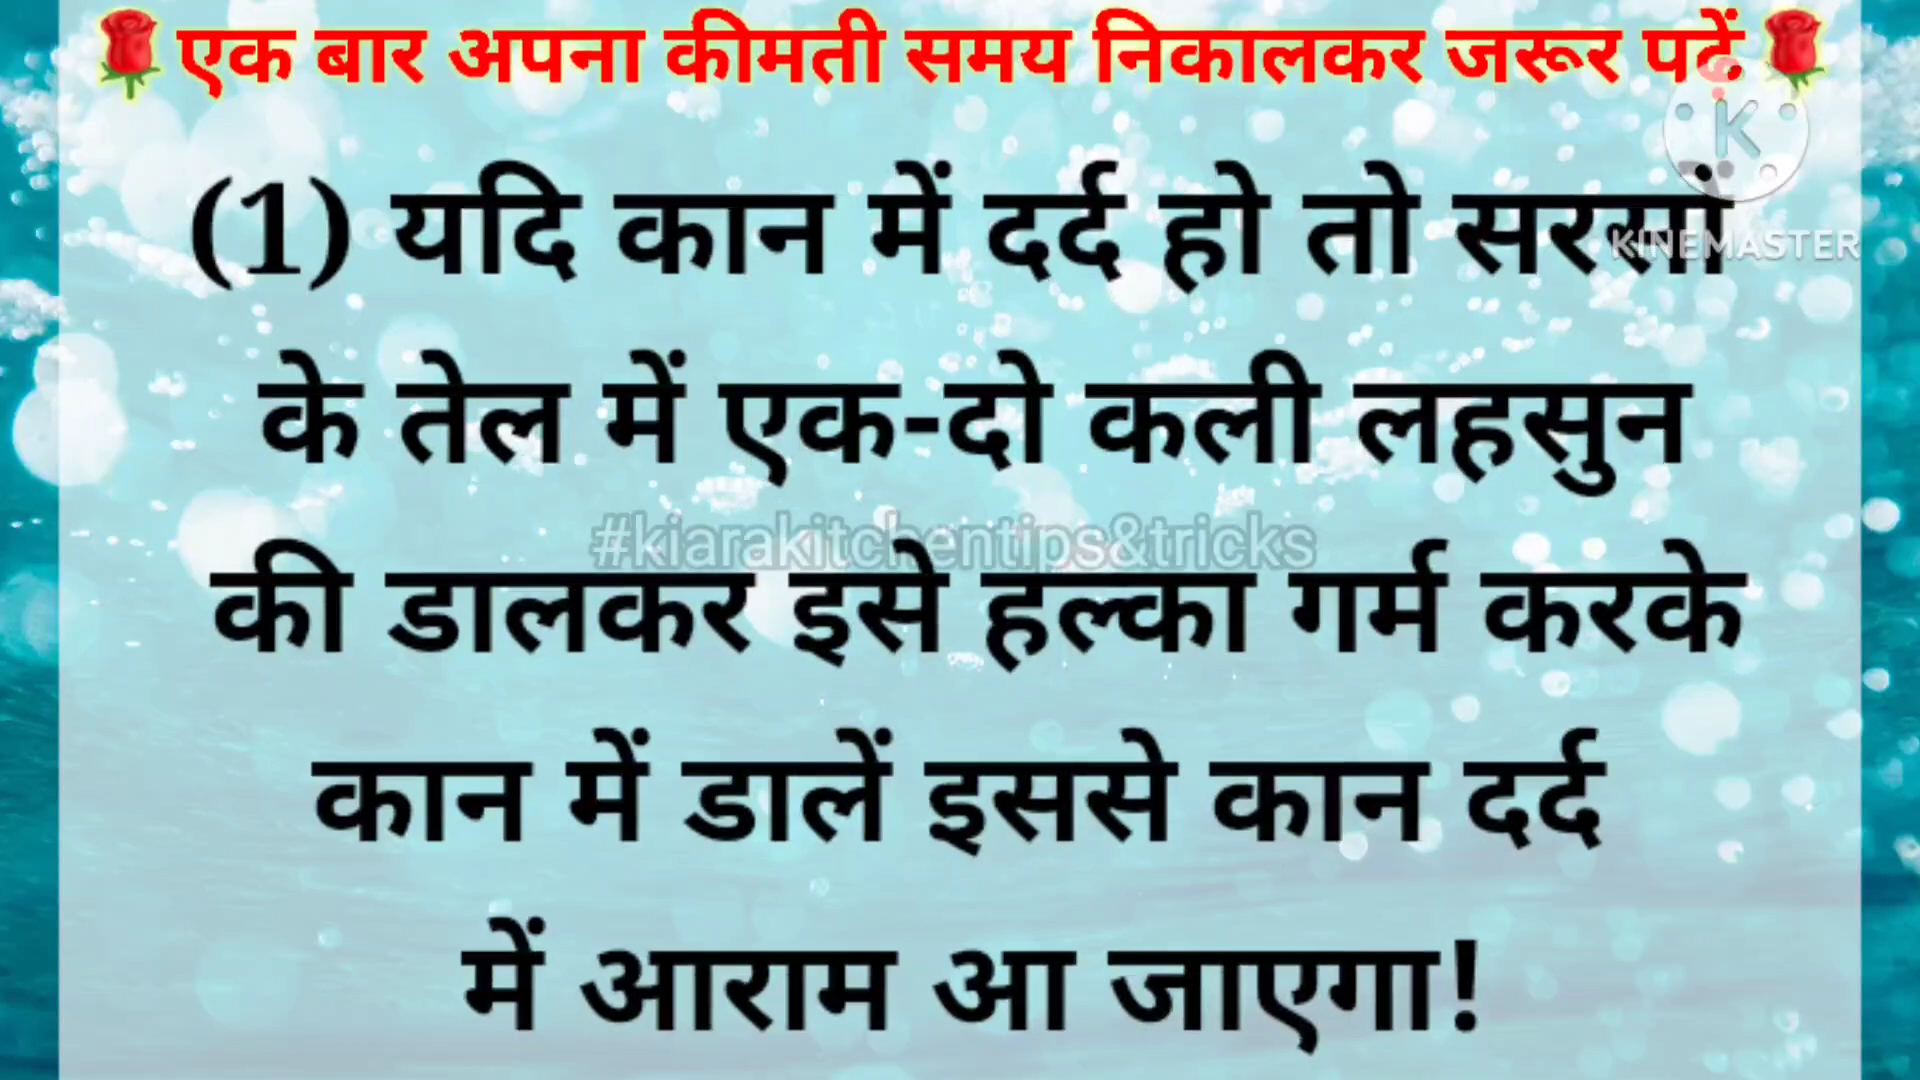 🌹एक बार अपना कीमती समय निकालकर जरूर पढें🌹
K
KINEMASTER
(1) यदि कान में दर्द हो तो सरसों
के तेल में एक-दो कली लहसुन
#kiarakitchentips&tricks
की डालकर इसे हल्का गर्म करके
कान में डालें इससे कान दर्द
में आराम आ जाएगा!